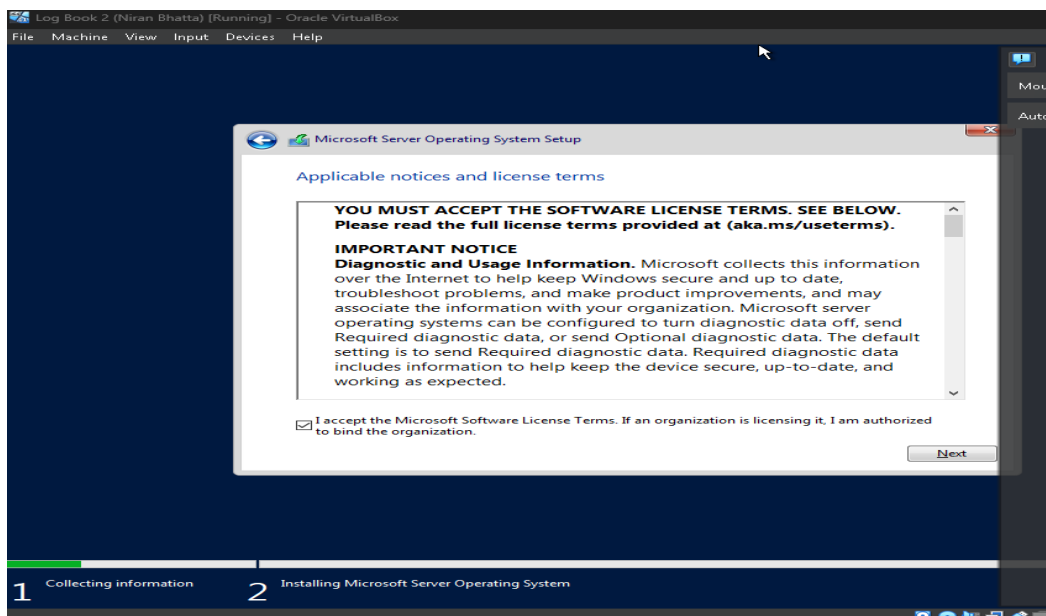 Log Book 2 (Niran Bhatta) [Running] - Oracle VirtualBox
File Machine View Input Devices Help
Mou
Auto
Microsoft Server Operating System Setup
Applicable notices and license terms
YOU MUST ACCEPT THE SOFTWARE LICENSE TERMS. SEE BELOW.
Please read the full license terms provided at (aka.ms/useterms).
IMPORTANT NOTICE
Diagnostic and Usage Information. Microsoft collects this information
over the Internet to help keep Windows secure and up to date,
troubleshoot problems, and make product improvements, and may
associate the information with your organization. Microsoft server
operating systems can be configured to turn diagnostic data off, send
Required diagnostic data, or send Optional diagnostic data. The default
setting is to send Required diagnostic data. Required diagnostic data
includes information to help keep the device secure, up-to-date, and
working as expected.
I accept the Microsoft Software License Terms. If an organization is licensing it, I am authorized
to bind the organization.
Next
1 Collecting information 2 Installing Microsoft Server Operating System